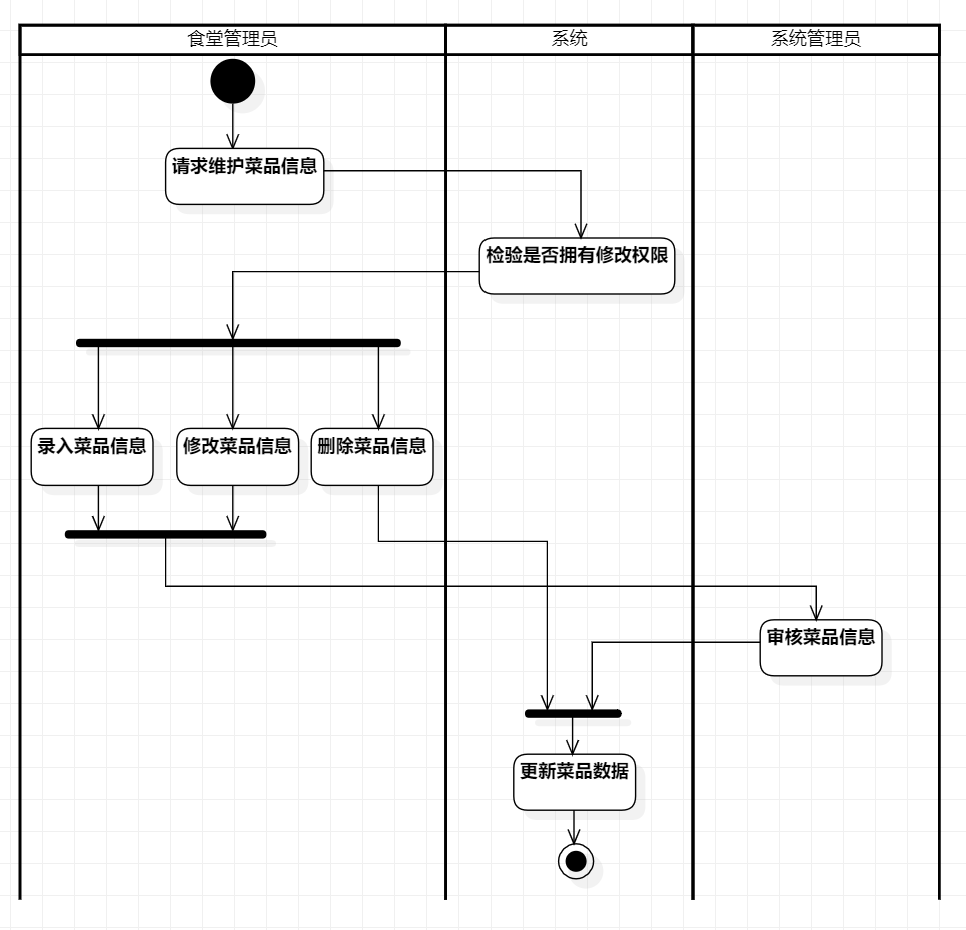 食堂管理员
系统
系统管理员
请求维护菜品信息
检验是否拥有修改权限
录入菜品信息
修改菜品信息
删除菜品信息
审核菜品信息
更新菜品数据